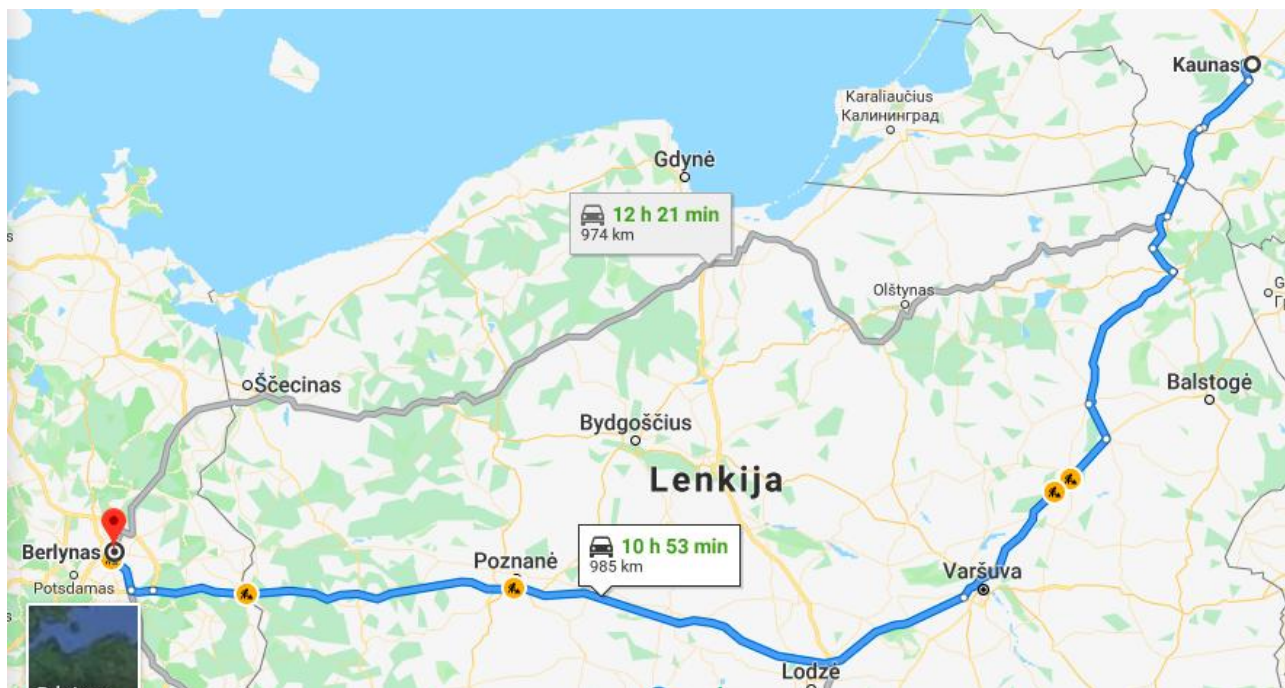 Kaunas
Karaliaučius
Калининград
Gdynė
12 h 21 min
974 km
Olštynas
Ščecinas
Balstogė
Bydgoščius
Lenkija
10 h 53 min
985 km
Berlynas
Potsdamas
Poznanė
Varšuva
Lodzė